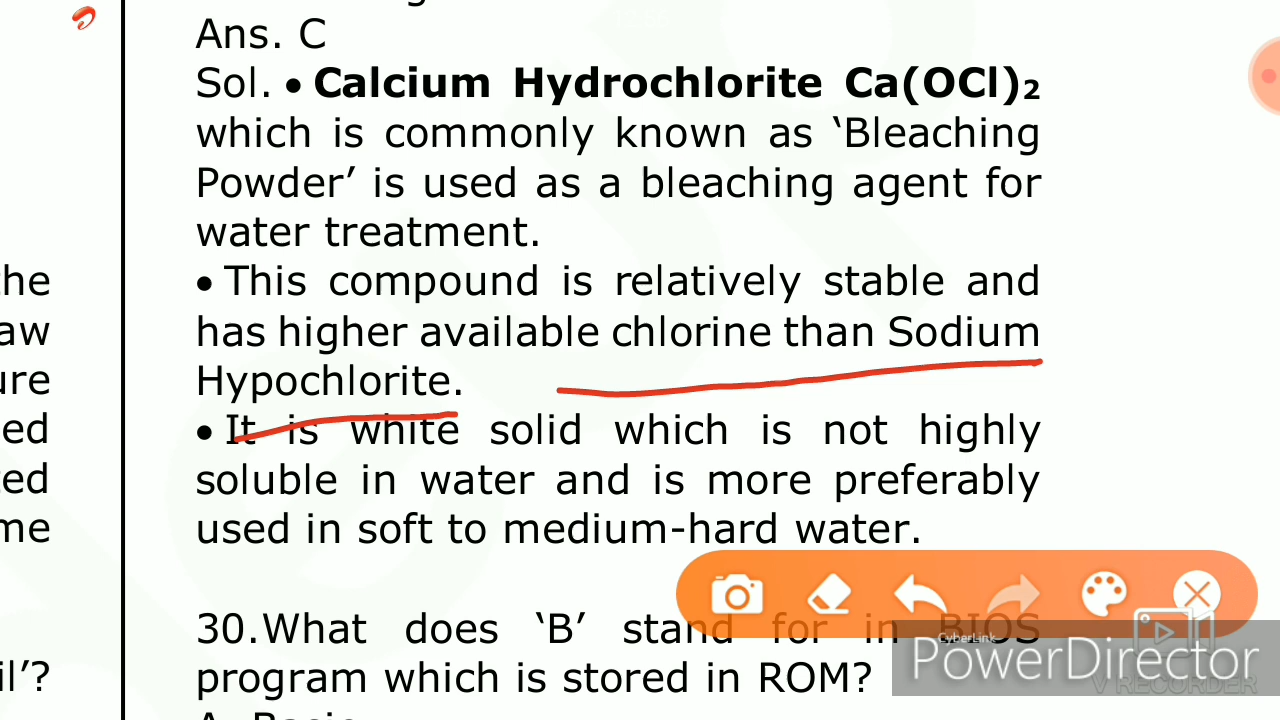 Ans. C
Sol. • Calcium Hydrochlorite Ca(OCl)₂
which is commonly known as ‘Bleaching
Powder’ is used as a bleaching agent for
water treatment.
• This compound is relatively stable and
has higher available chlorine than Sodium
Hypochlorite.
• It is white solid which is not highly
soluble in water and is more preferably
used in soft to medium-hard water.
30.What does ‘B’ stand for in BIOS
program which is stored in ROM?
he
aw
ure
ed
ed
me
il’?
CyberLink
PowerDirector
V RECORDER